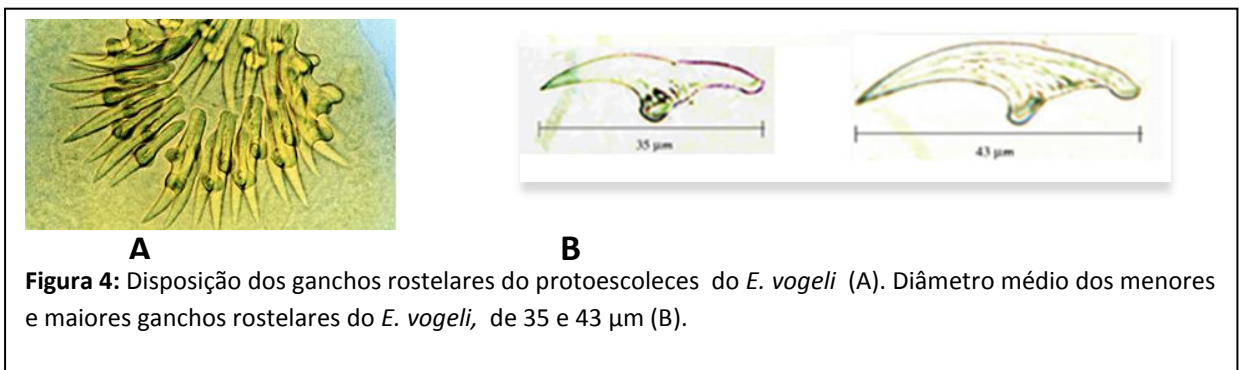 35 μm
43 μm
A
B
Figura 4: Disposição dos ganchos rostelares do protoescoleces do E. vogeli (A). Diâmetro médio dos menores
e maiores ganchos rostelares do E. vogeli, de 35 e 43 μm (B).